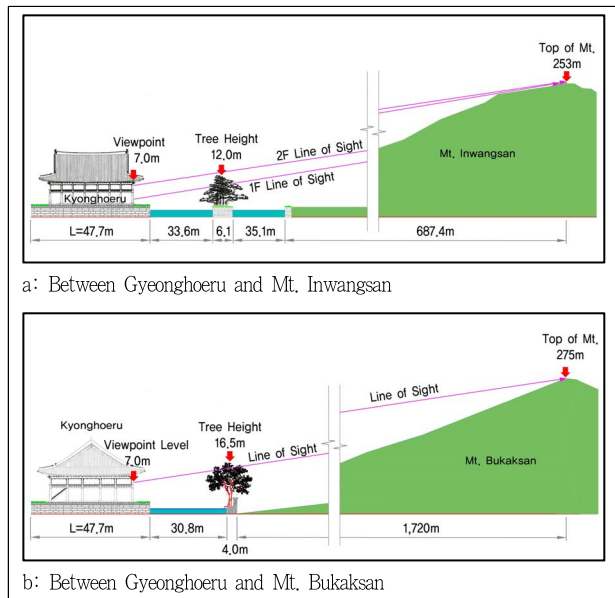 Top of Mt.
253m
Viewpoint
7.0m
Tree Height
12.0m
2F Line of Sight
1F Line of Sight
Mt. Inwangsan
Kyonghoeru
L=47.7m
33.6m
6.1
35.1m
687.4m
a: Between Gyeonghoeru and Mt. Inwangsan
Top of Mt.
275m
Kyonghoeru
Viewpoint Level
7.0m
Tree Height
16.5m
Line of Sight
Line of Sight
Mt. Bukaksan
L=47.7m
30.8m
4.0m
1,720m
b: Between Gyeonghoeru and Mt. Bukaksan